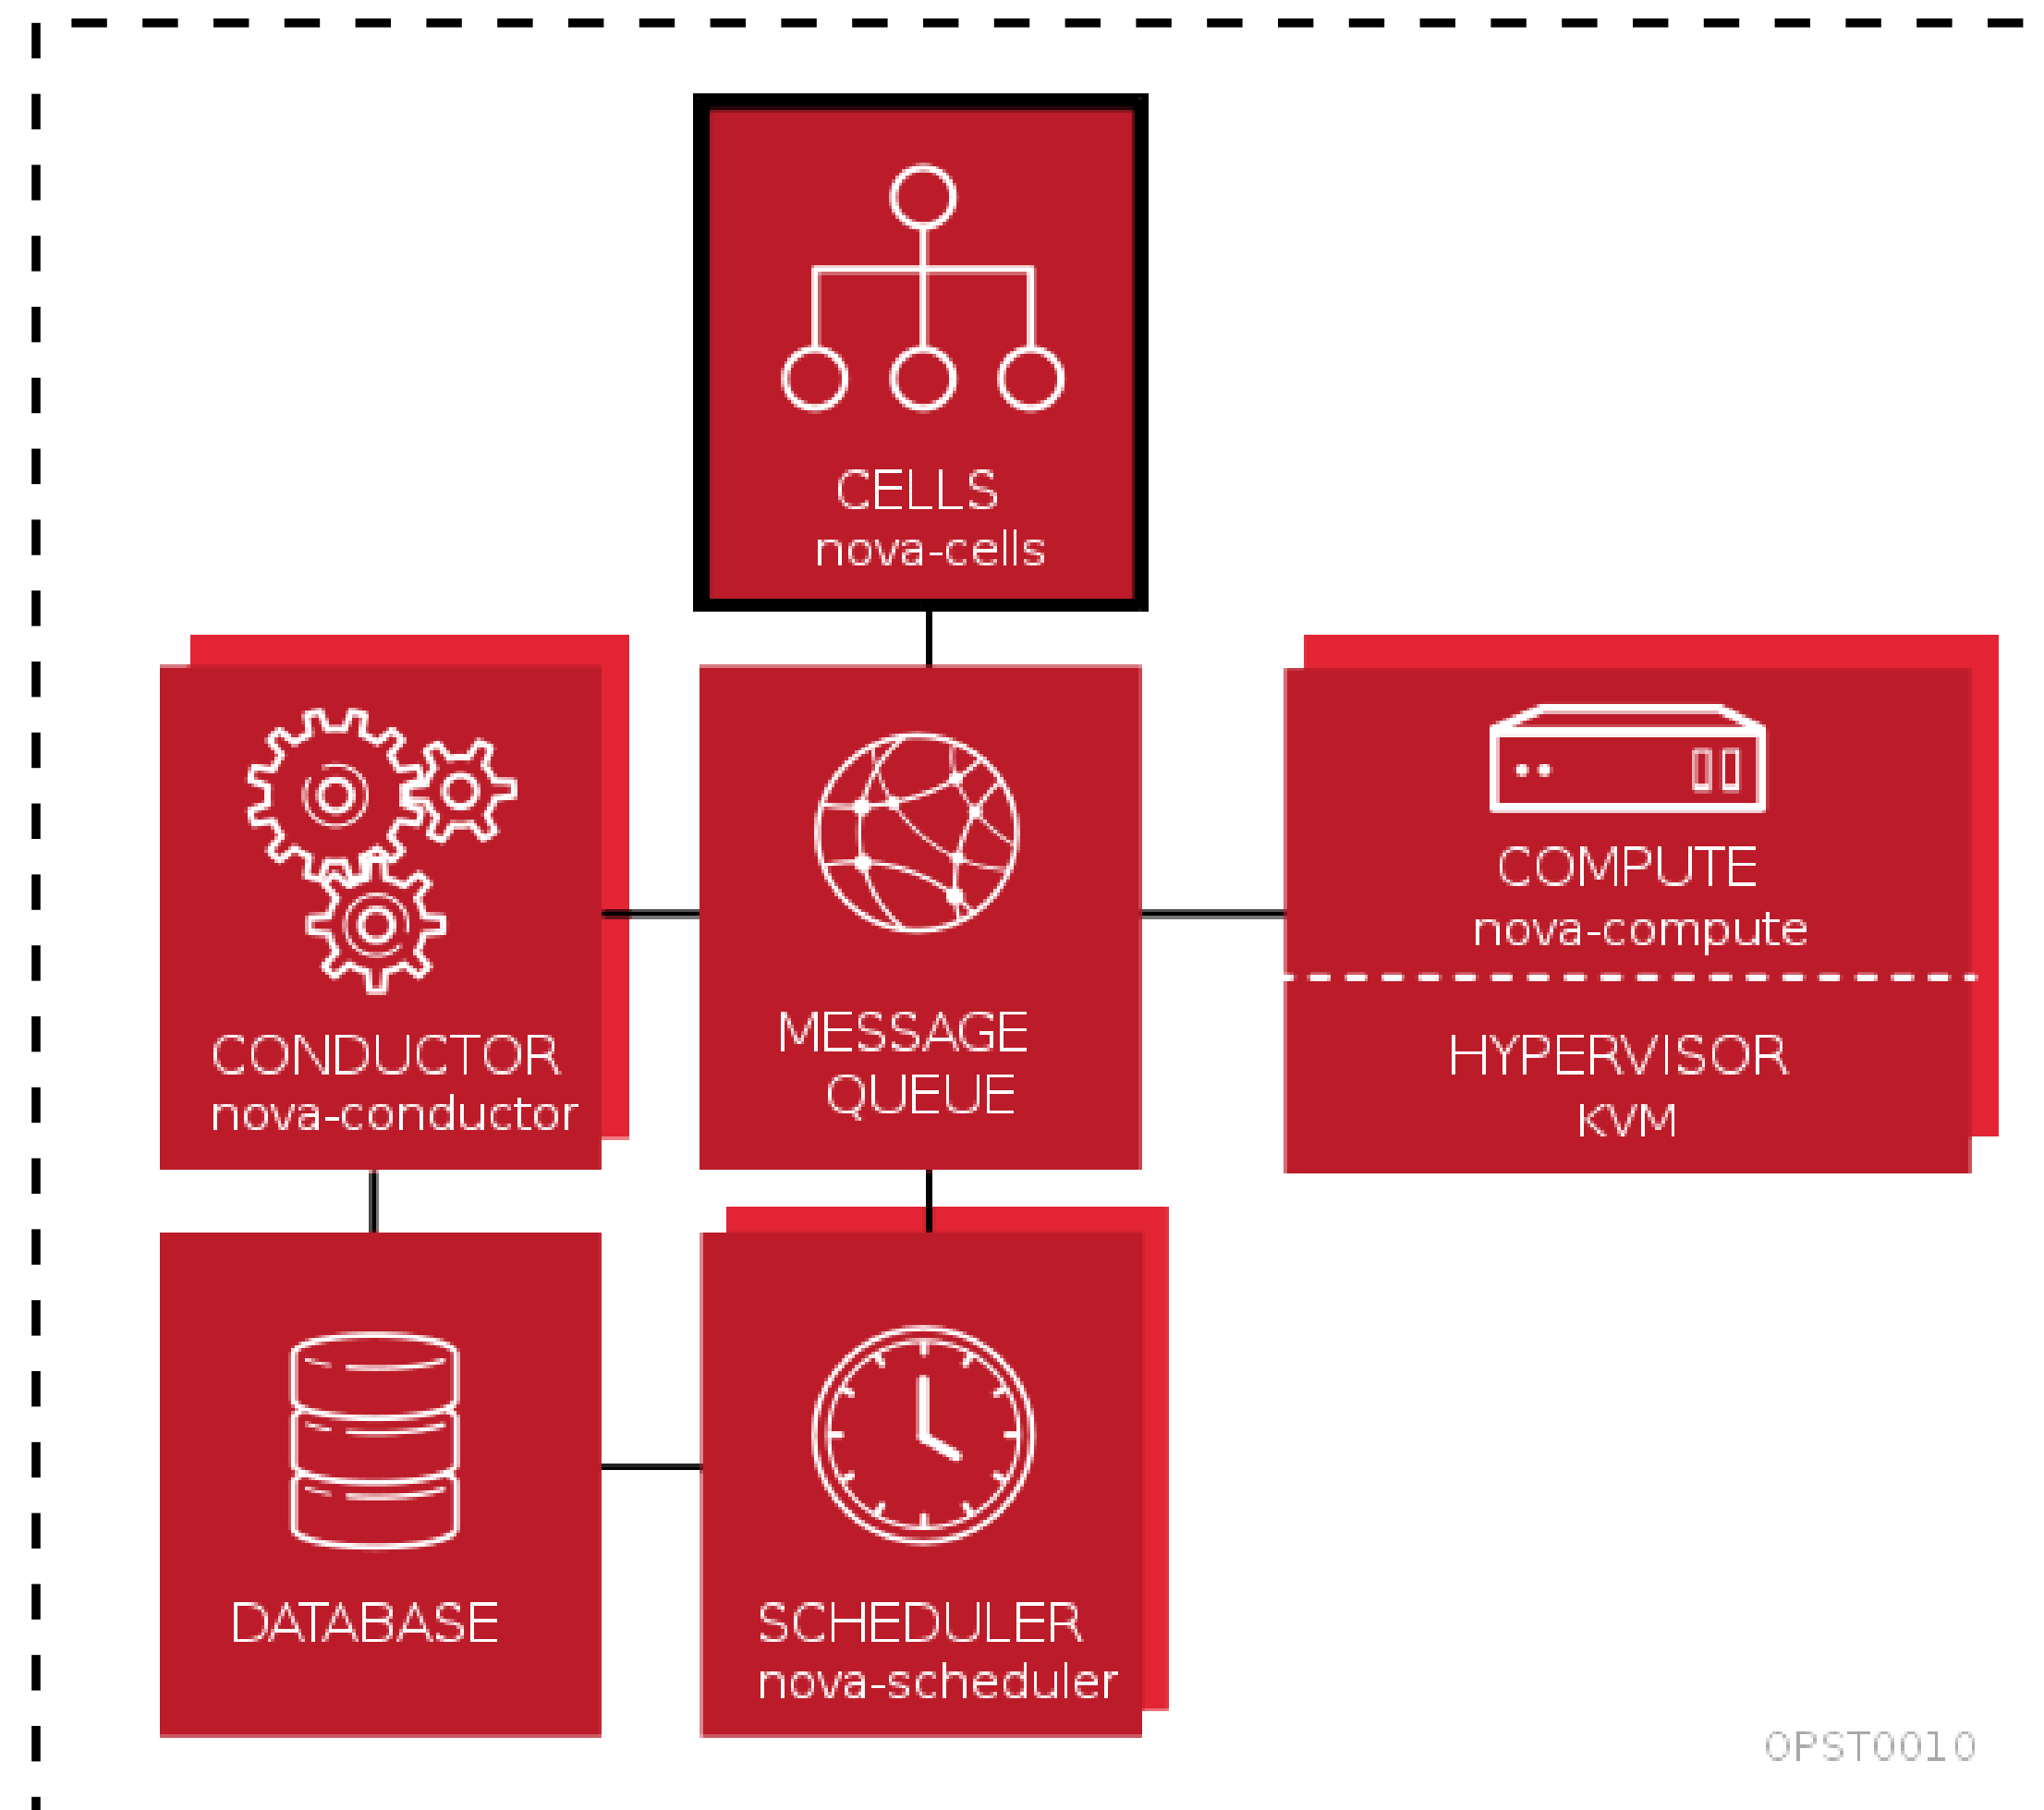 CELLS
nova-cells
CONDUCTOR
nova-conductor
MESSAGE
QUEUE
COMPUTE
nova-compute
HYPERVISOR
KVM
DATABASE
SCHEDULER
nova-scheduler
OPST0010